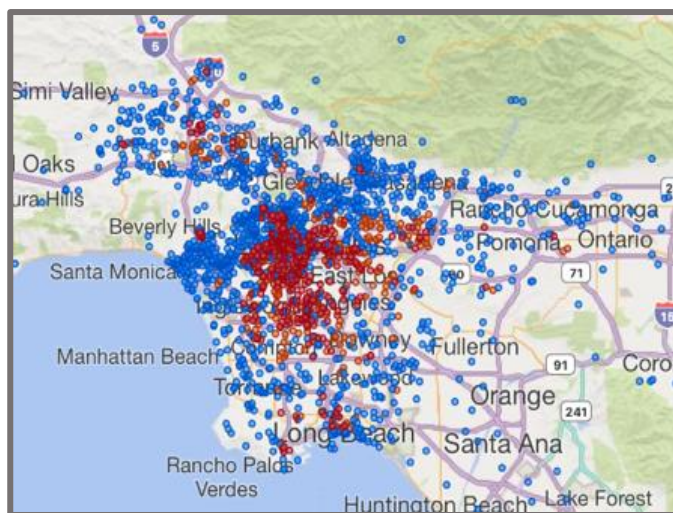 5
Simi Valley
Burbank
Altadena
Oaks
ura Hills
Glendale
Pasadena
Beverly Hills
Rancho Cucamonga
Santa Monica
Pomona
Ontario
East Los
Angeles
71
Manhattan Beach
Compton
Downey
Fullerton
91
Coro
Torrance
Lakewood
Orange
241
Long Beach
Santa Ana
Rancho Palos
Verdes
Huntington Beach
Lake Forest